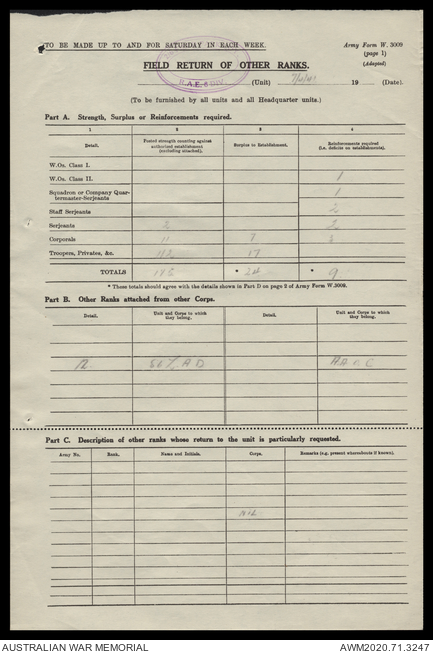 TO BE MADE UP TO AND FOR SATURDAY IN EACH WEEK.
Army Form W. 3009
(page 1)
(Adapted)
FIELD RETURN OF OTHER RANKS.
R.A.E. 6 DIV.
(Unit)
19 (Date).
(To be furnished by all units and all Headquarter units.)
Part A. Strength, Surplus or Reinforcements required.
1 2 3 4
Detail. Posted strength counting against authorised establishment (excluding attached). Surplus to Establishment. Reinforcements required (i.e. deficits on establishments).
W.Os. Class I.
W.Os. Class II. 1
Squadron or Company Quartermaster-Serjeants 1
Staff Serjeants 2
Serjeants 2 2
Corporals 11 7 3
Troopers, Privates, &c. 17
TOTALS 185 * 24 * 9
* These totals should agree with the details shown in Part D on page 2 of Army Form W.3009.
Part B. Other Ranks attached from other Corps.
Detail. Unit and Corps to which they belong. Detail. Unit and Corps to which they belong.
12
Part C. Description of other ranks whose return to the unit is particularly requested.
Army No. Rank. Name and Initials. Corps. Remarks (e.g., present whereabouts if known).
NIL
AUSTRALIAN WAR MEMORIAL
AWM2020.71.3247